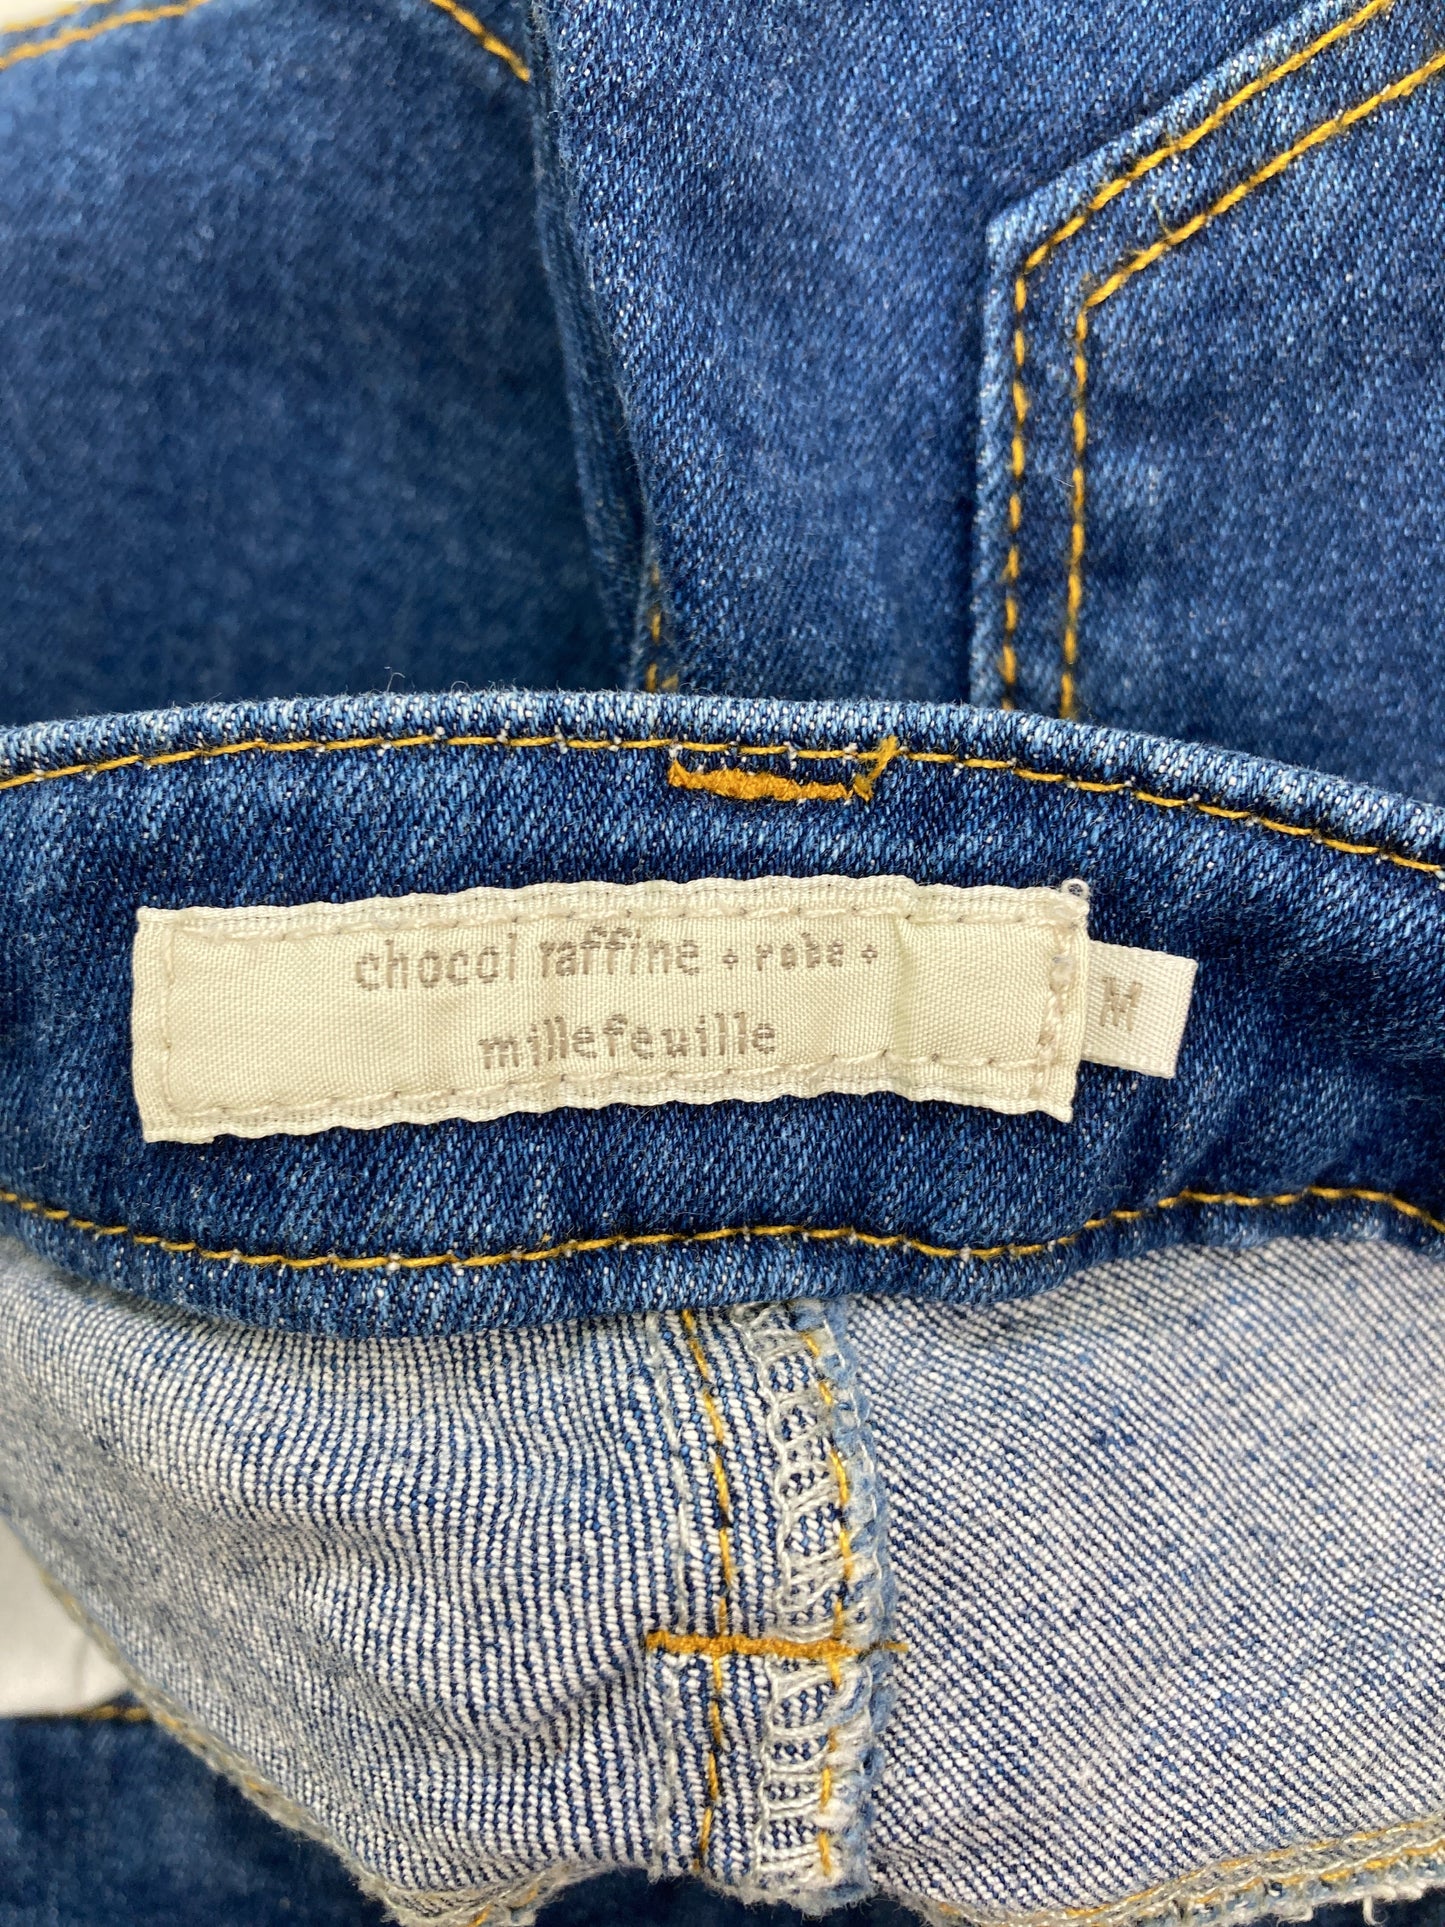 chocol raffine + robe +
millefeuille
M